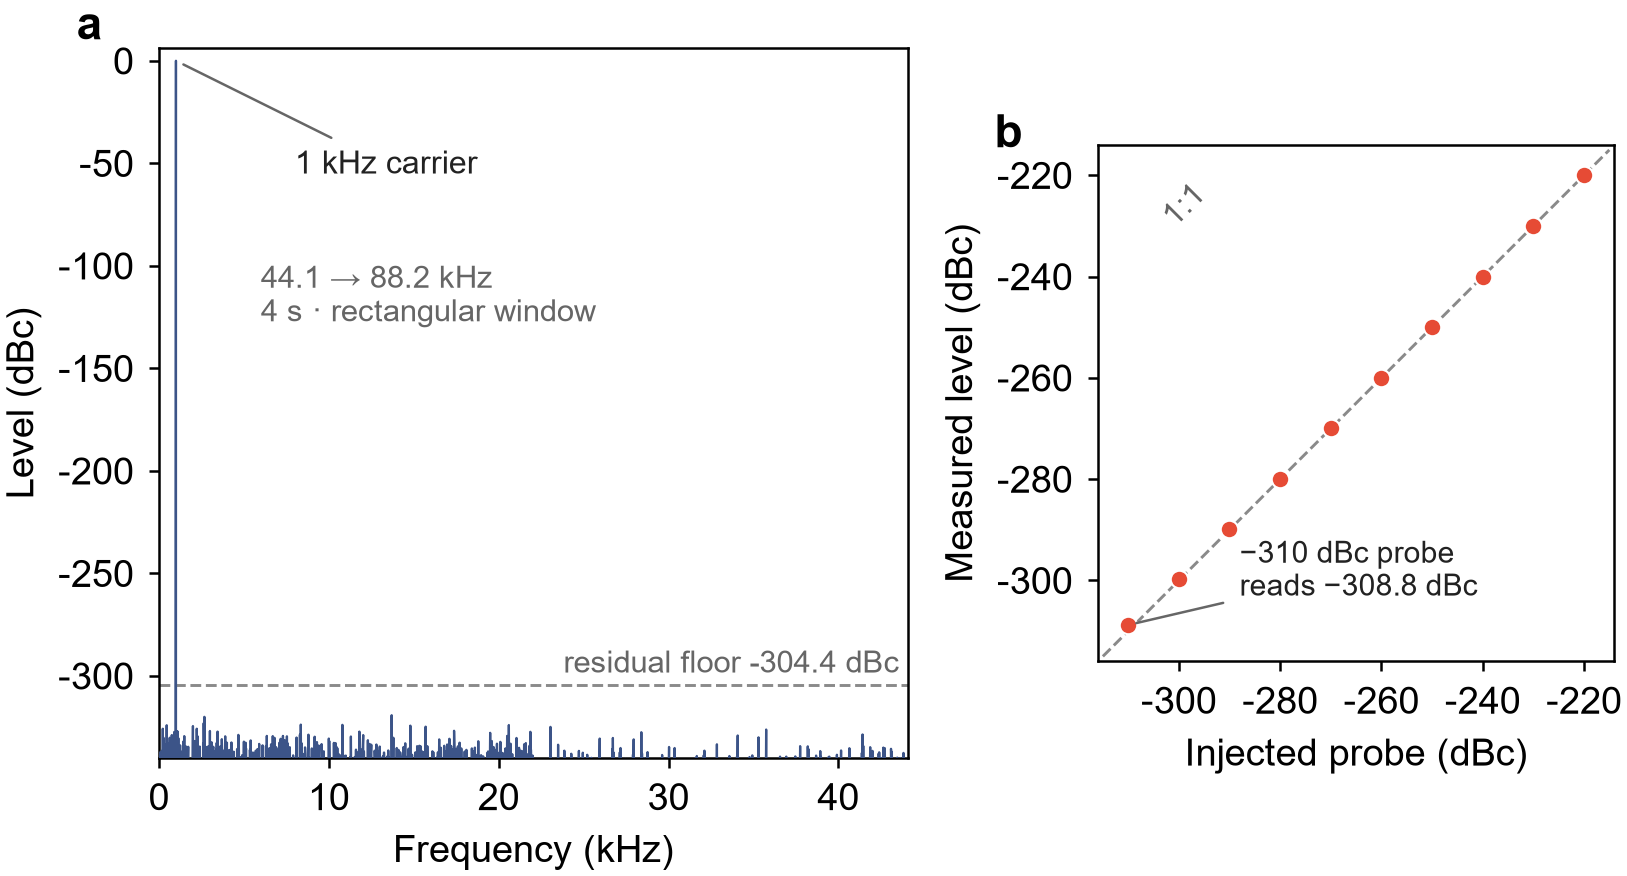 a
0
-50
-100
-150
-200
-250
-300
Level (dBc)
1 kHz carrier
44.1 → 88.2 kHz
4 s · rectangular window
residual floor -304.4 dBc
0 10 20 30 40
Frequency (kHz)
b
-220
-240
-260
-280
-300
Measured level (dBc)
1:1
−310 dBc probe
reads −308.8 dBc
-300 -280 -260 -240 -220
Injected probe (dBc)